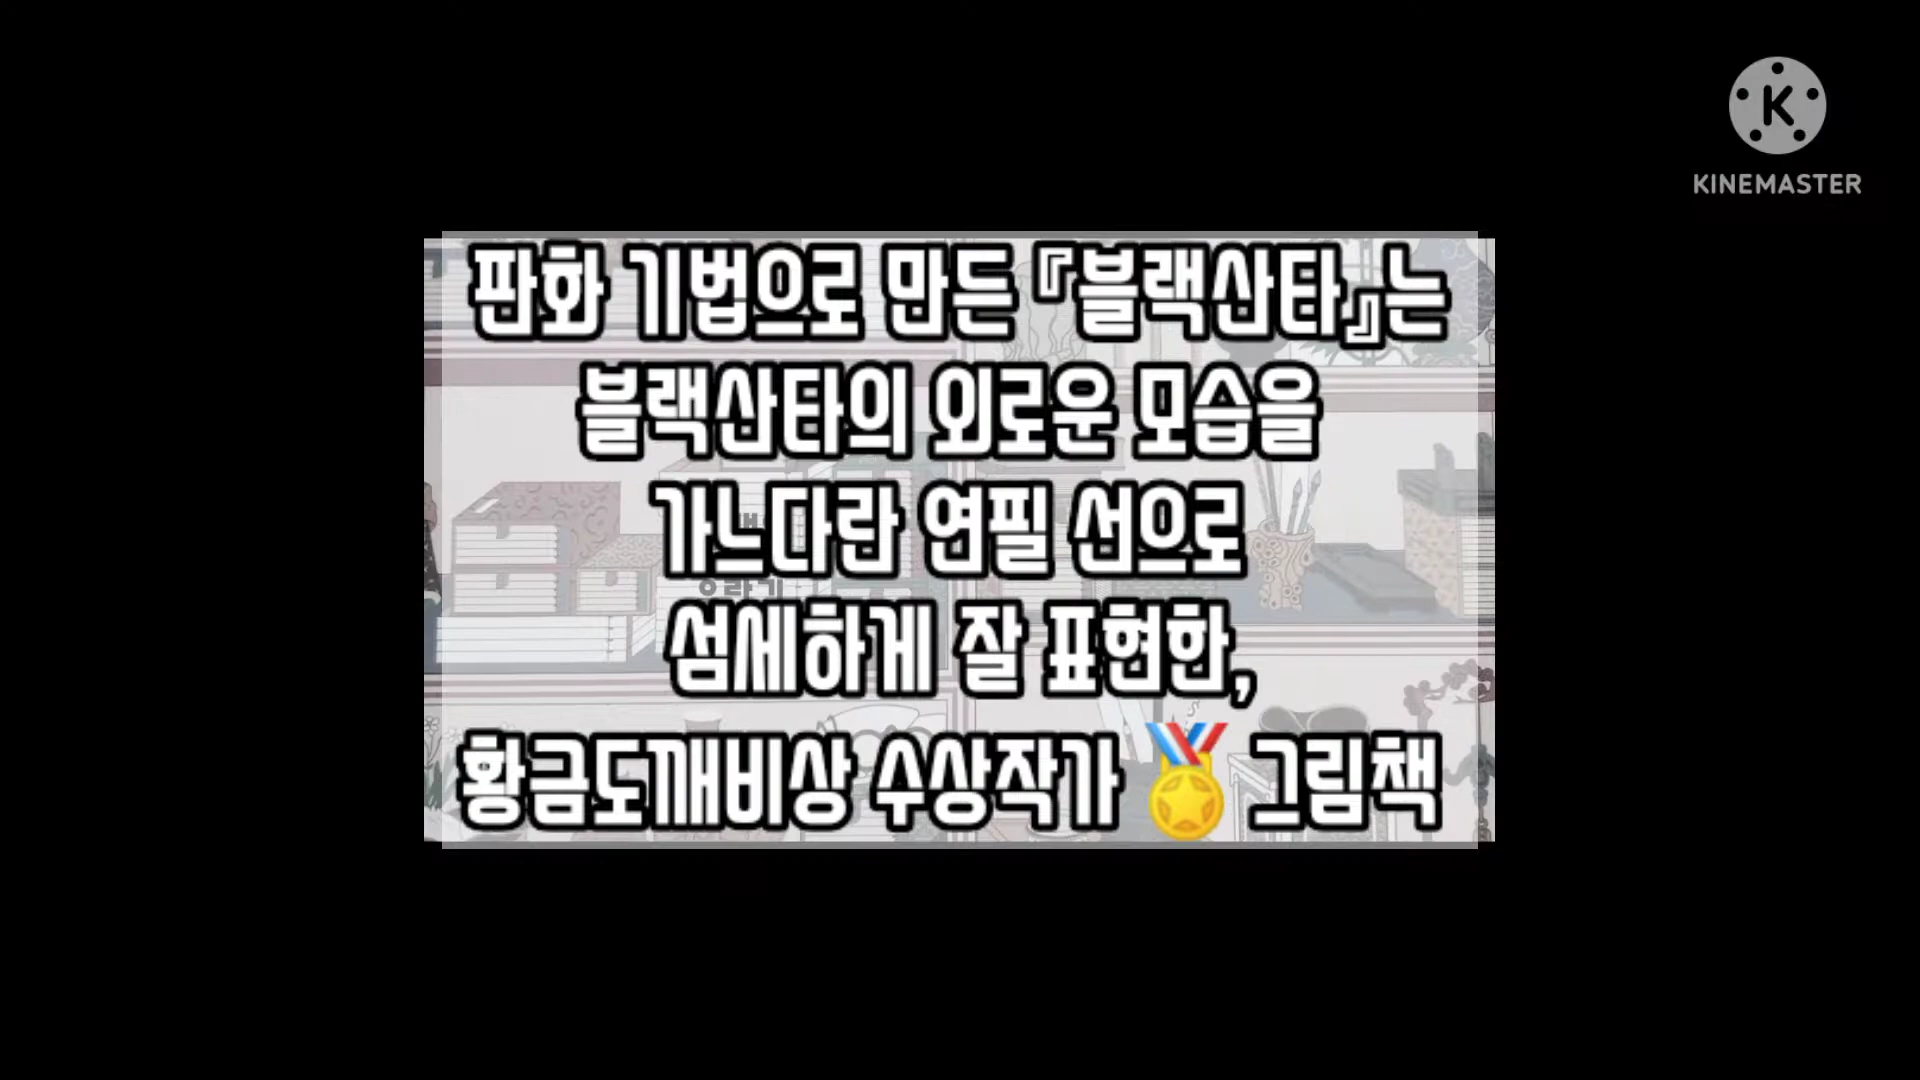 KINEMASTER
판화 기법으로 만든 『블랙산타』는
블랙산타의 외로운 모습을
가느다란 연필 선으로
섬세하게 잘 표현한,
황금도깨비상 수상작가 🏅 그림책